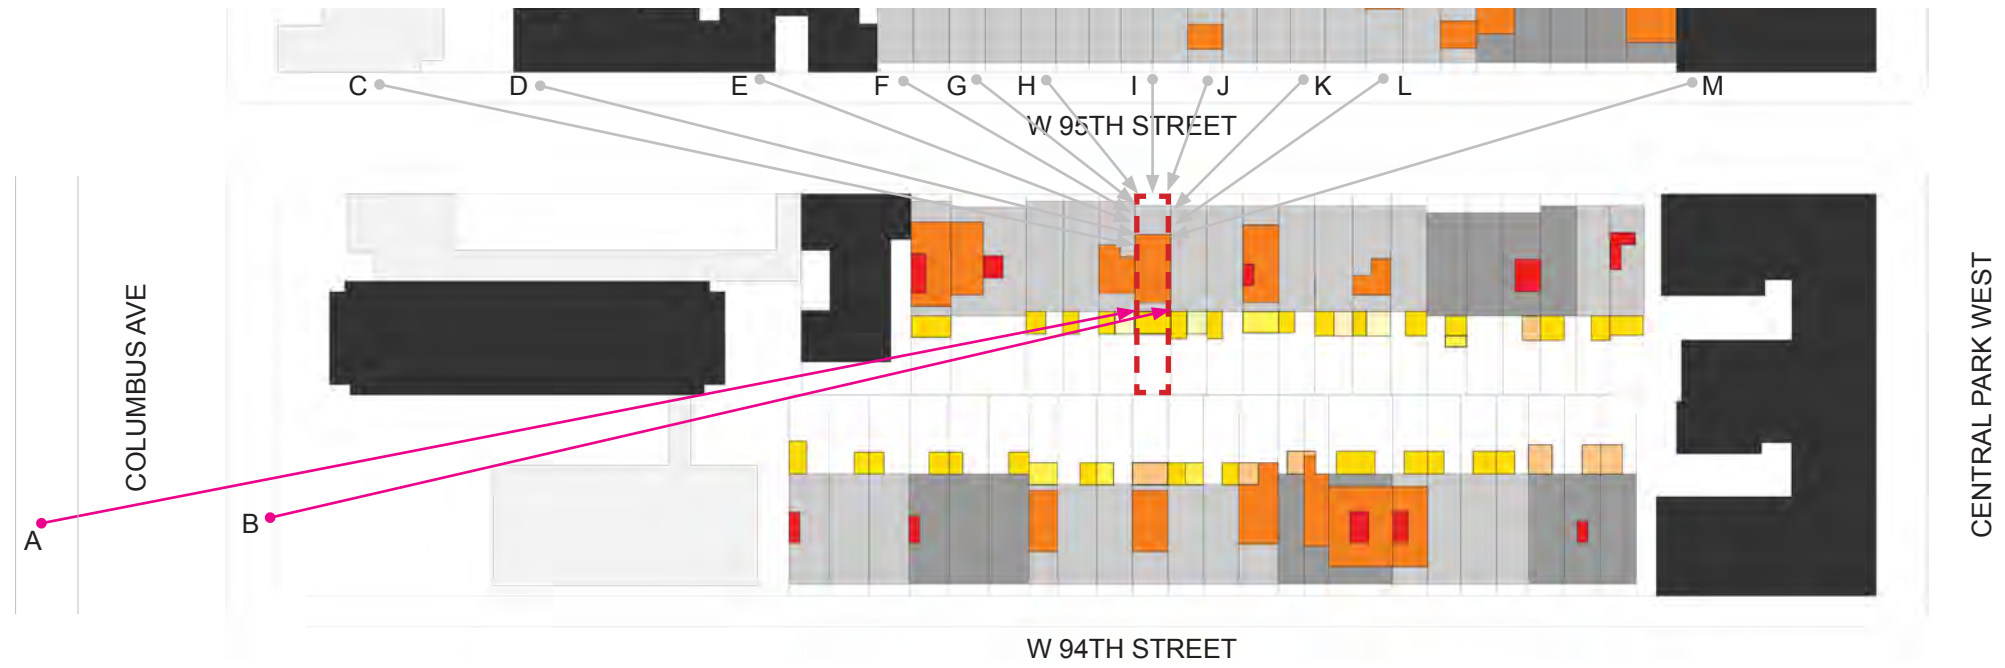 C D E F G H I J K L M
W 95TH STREET
COLUMBUS AVE
CENTRAL PARK WEST
A
B
W 94TH STREET